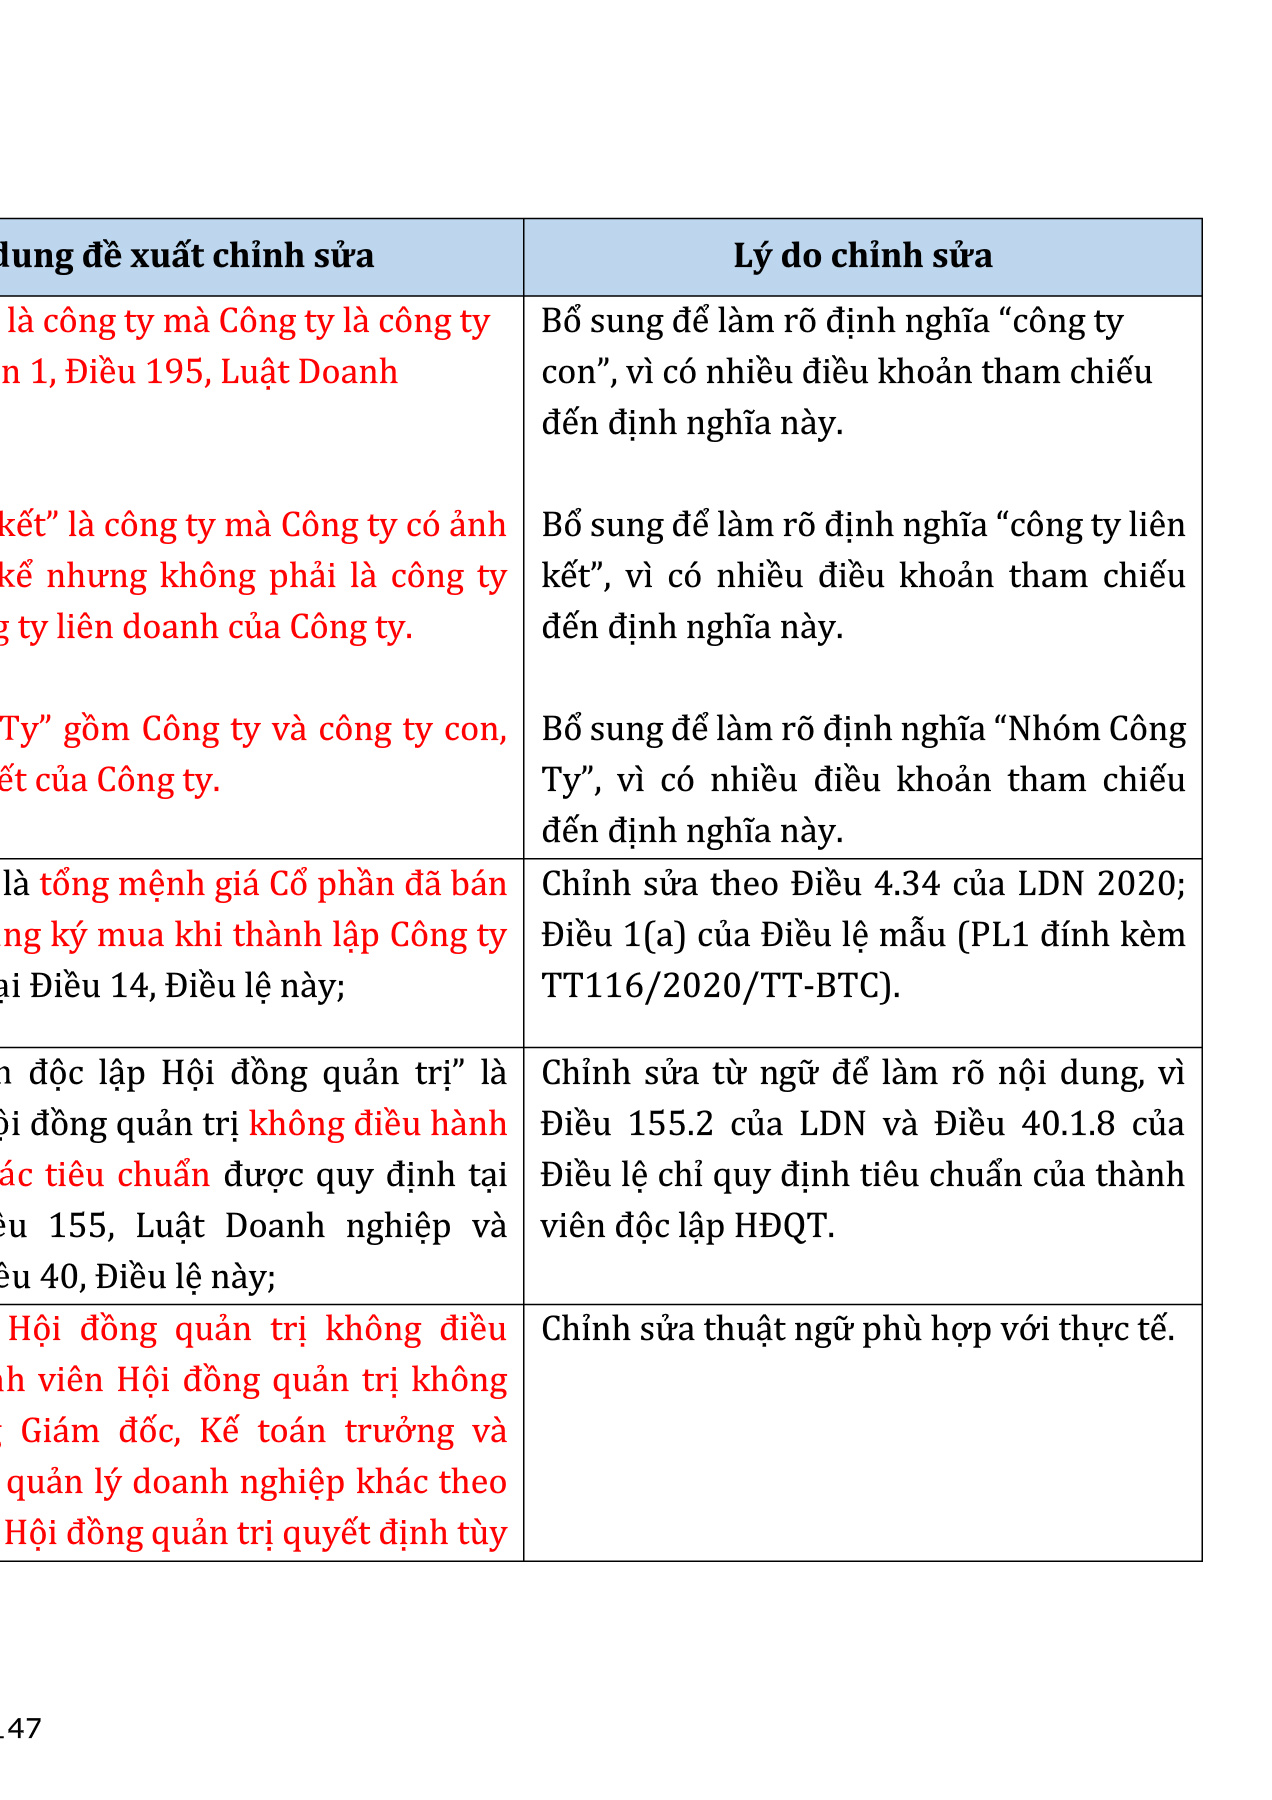 dung đề xuất chỉnh sửa
là công ty mà Công ty là công ty
n 1, Điều 195, Luật Doanh
kết” là công ty mà Công ty có ảnh
kể nhưng không phải là công ty
g ty liên doanh của Công ty.
Ty” gồm Công ty và công ty con,
ết của Công ty.
là tổng mệnh giá Cổ phần đã bán
ng ký mua khi thành lập Công ty
ại Điều 14, Điều lệ này;
n độc lập Hội đồng quản trị” là
ội đồng quản trị không điều hành
ác tiêu chuẩn được quy định tại
ều 155, Luật Doanh nghiệp và
ều 40, Điều lệ này;
Hội đồng quản trị không điều
nh viên Hội đồng quản trị không
g Giám đốc, Kế toán trưởng và
quản lý doanh nghiệp khác theo
Hội đồng quản trị quyết định tùy
Lý do chỉnh sửa
Bổ sung để làm rõ định nghĩa “công ty
con”, vì có nhiều điều khoản tham chiếu
đến định nghĩa này.
Bổ sung để làm rõ định nghĩa “công ty liên
kết”, vì có nhiều điều khoản tham chiếu
đến định nghĩa này.
Bổ sung để làm rõ định nghĩa “Nhóm Công
Ty”, vì có nhiều điều khoản tham chiếu
đến định nghĩa này.
Chỉnh sửa theo Điều 4.34 của LDN 2020;
Điều 1(a) của Điều lệ mẫu (PL1 đính kèm
TT116/2020/TT-BTC).
Chỉnh sửa từ ngữ để làm rõ nội dung, vì
Điều 155.2 của LDN và Điều 40.1.8 của
Điều lệ chỉ quy định tiêu chuẩn của thành
viên độc lập HĐQT.
Chỉnh sửa thuật ngữ phù hợp với thực tế.
147